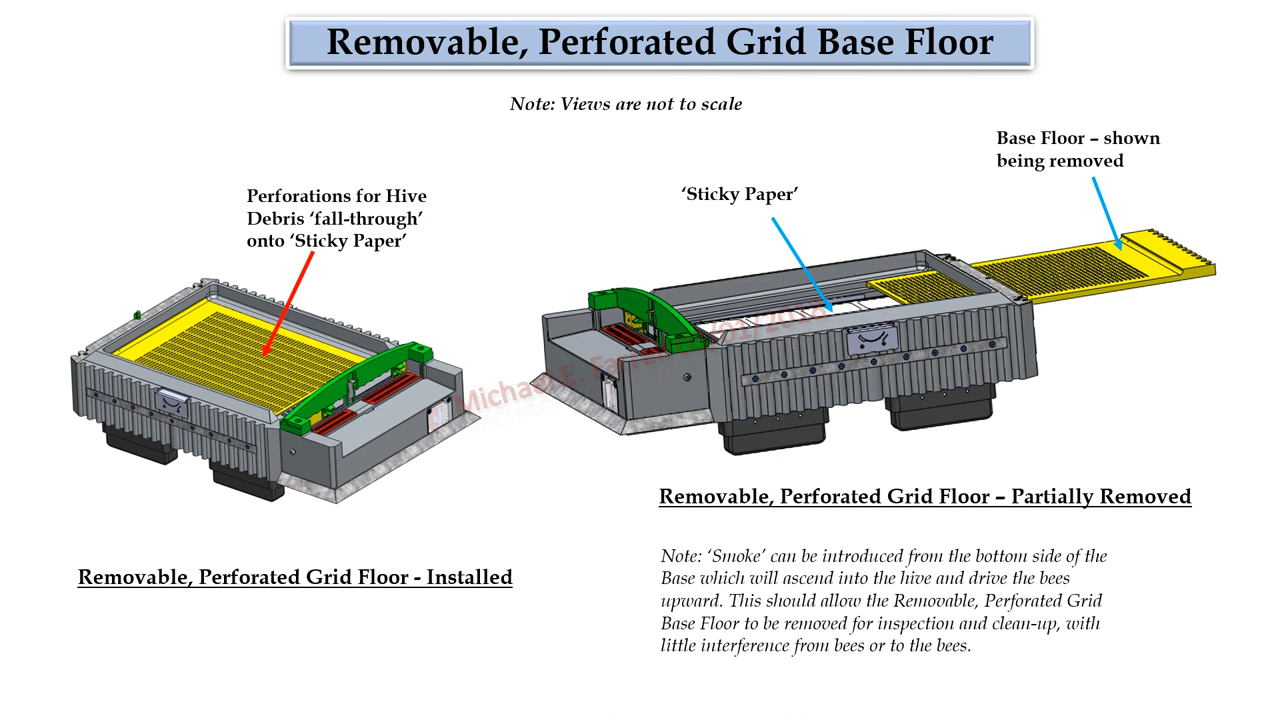 Removable, Perforated Grid Base Floor
Note: Views are not to scale
Base Floor – shown
being removed
Perforations for Hive
Debris ‘fall-through’
onto ‘Sticky Paper’
‘Sticky Paper’
Michael E.
/01/2018
Removable, Perforated Grid Floor – Partially Removed
Removable, Perforated Grid Floor - Installed
Note: ‘Smoke’ can be introduced from the bottom side of the
Base which will ascend into the hive and drive the bees
upward. This should allow the Removable, Perforated Grid
Base Floor to be removed for inspection and clean-up, with
little interference from bees or to the bees.